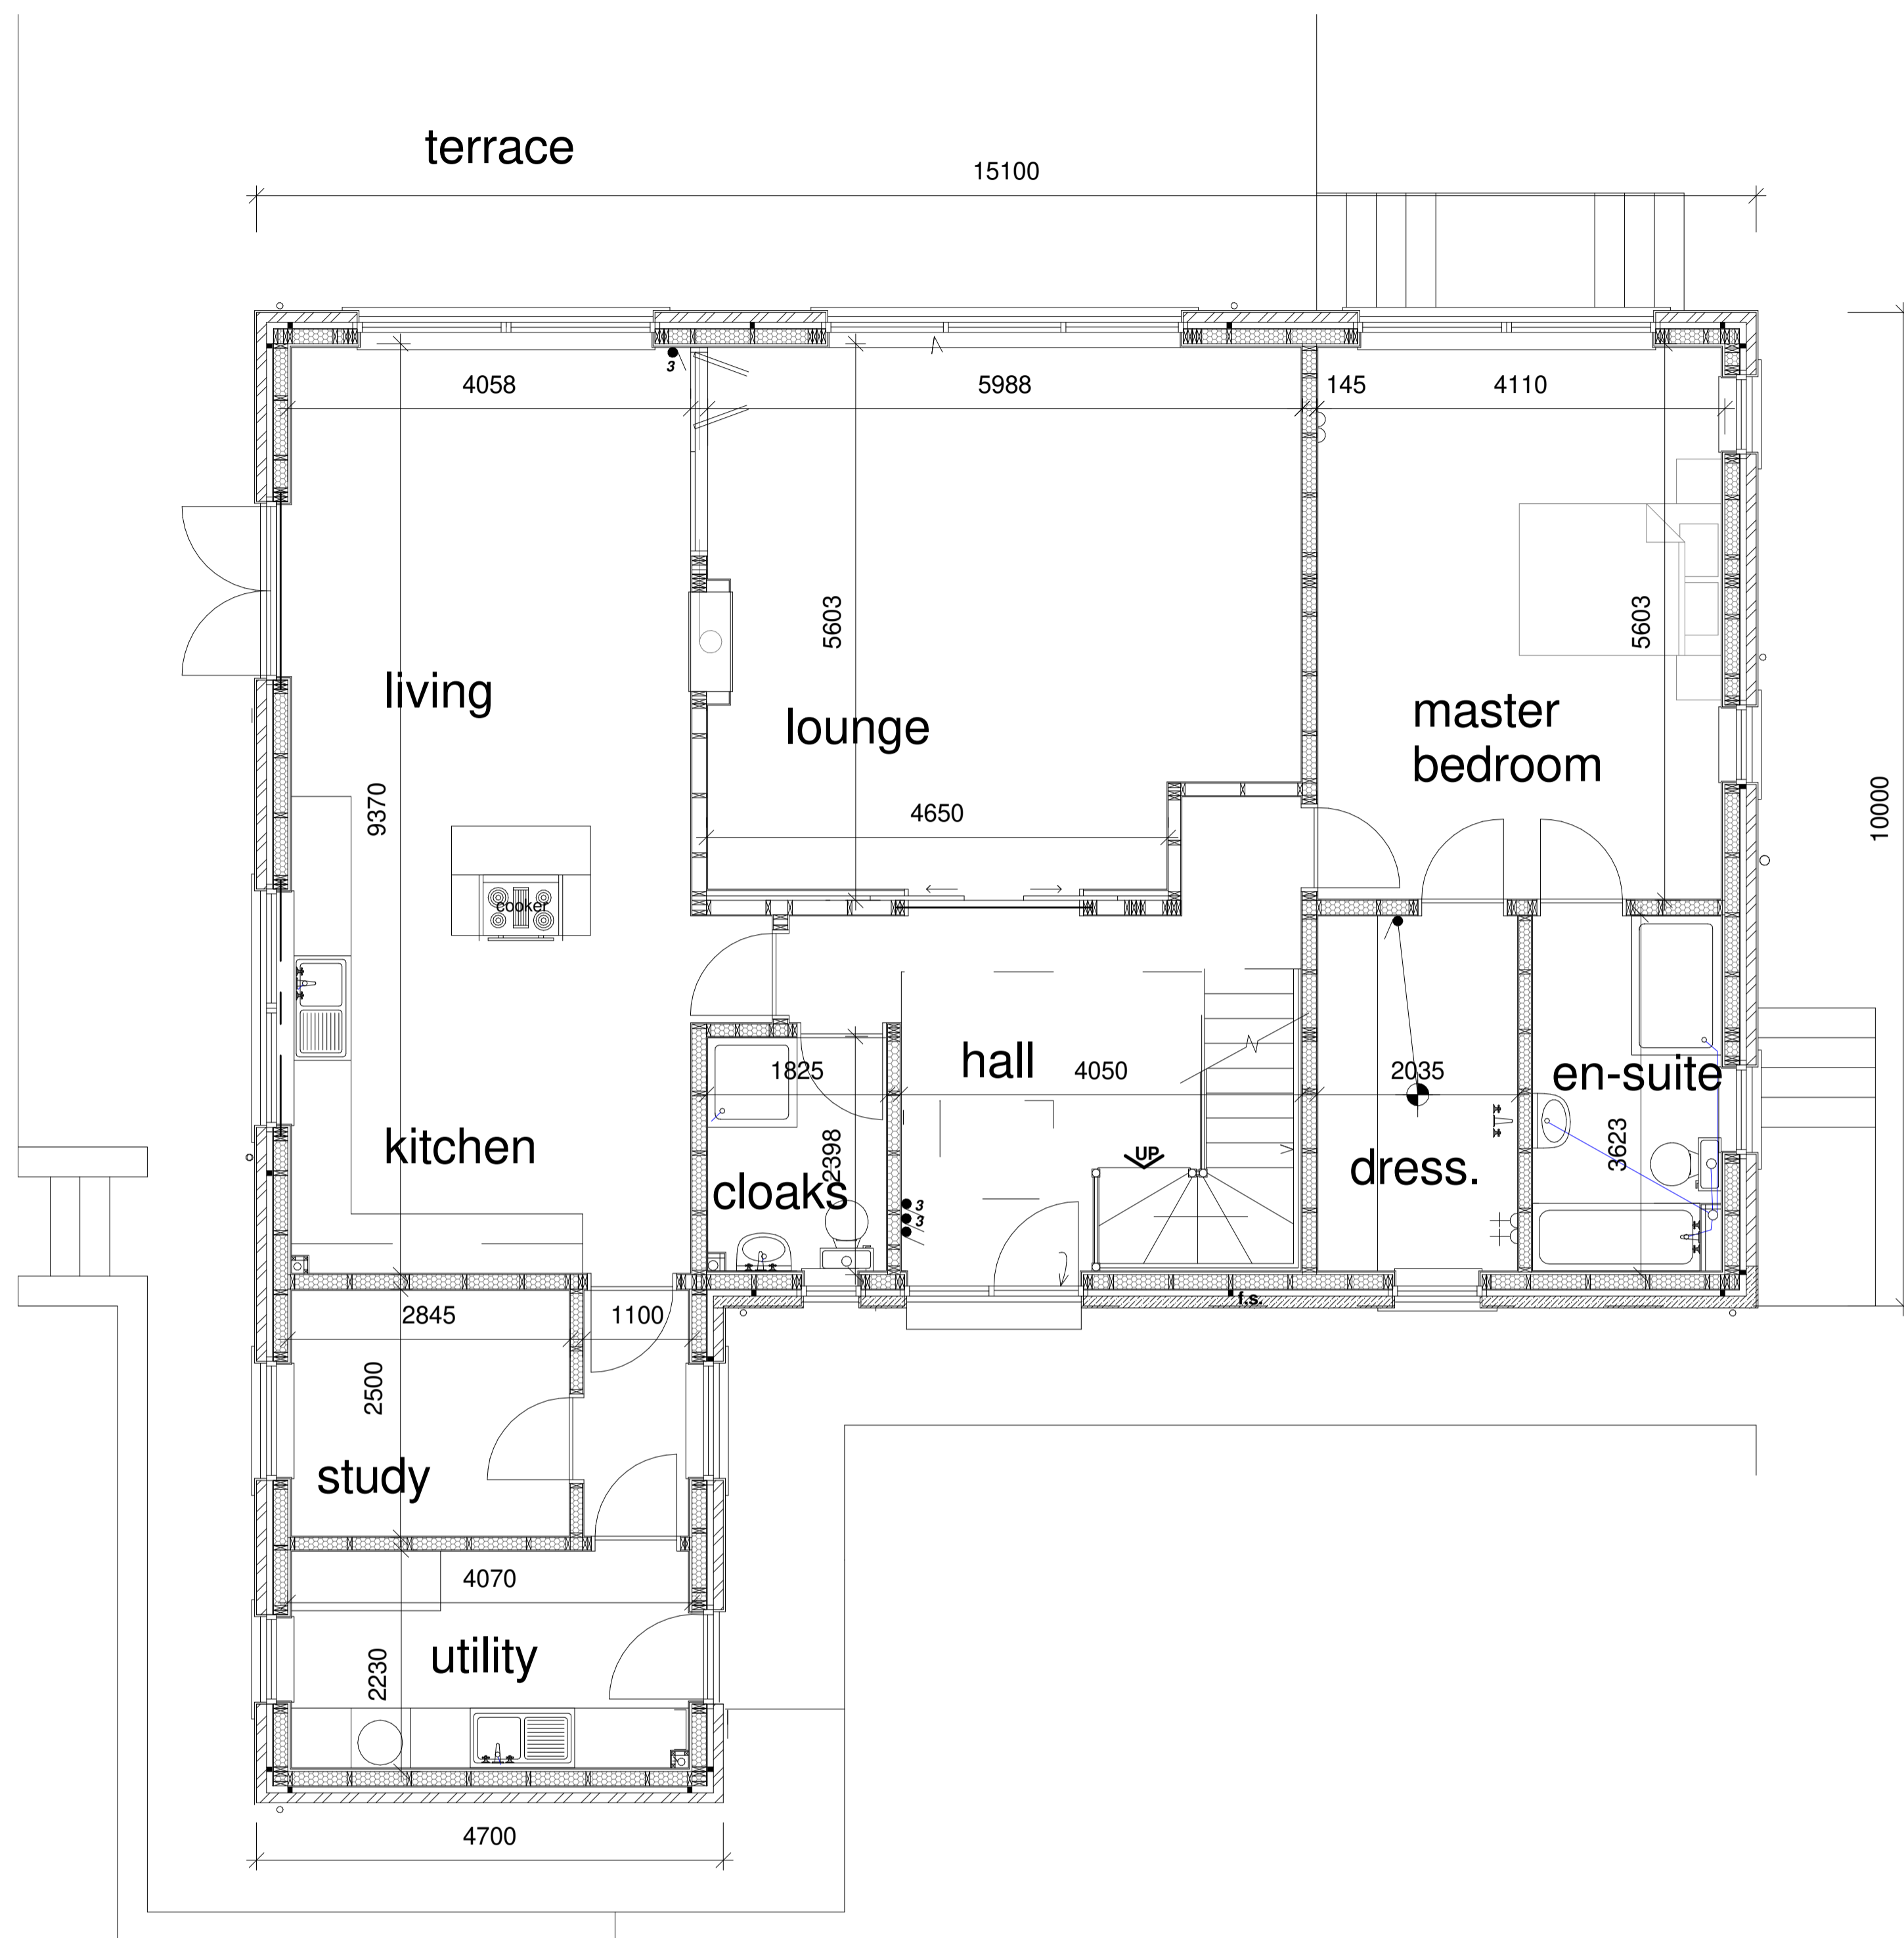 terrace
15100
3
4058
5988
145
4110
5603
5603
living
lounge
master
bedroom
9370
4650
10000
cooker
hall
1825
4050
2035
en-suite
kitchen
2398
3623
UP
dress.
cloaks
3
3
f.s.
2845
1100
2500
study
4070
utility
2230
4700